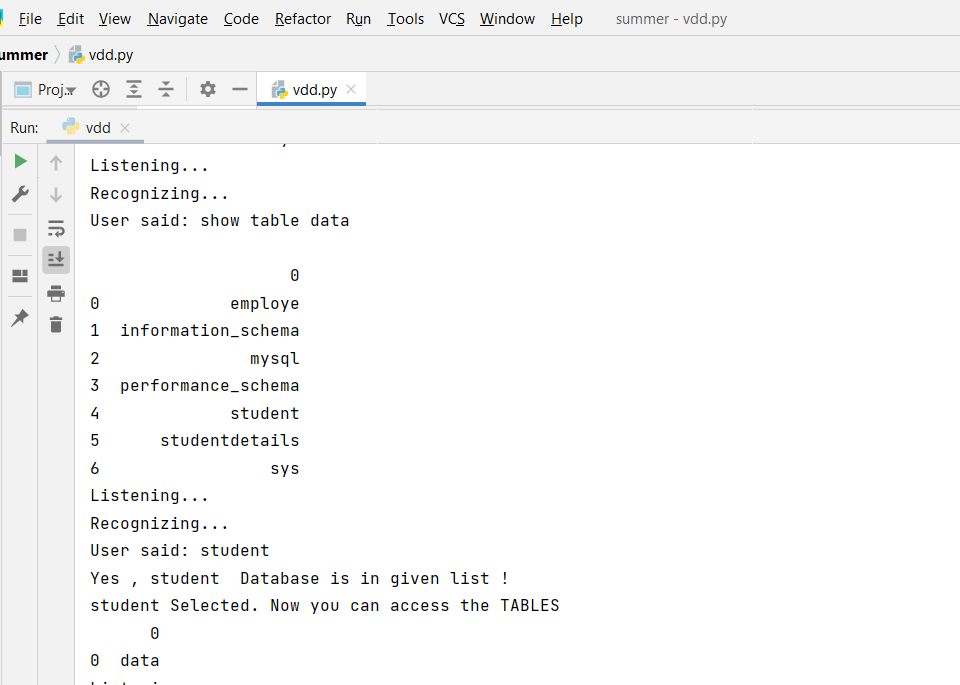 File Edit View Navigate Code Refactor Run Tools VCS Window Help summer - vdd.py
ummer vdd.py
Proj.. vdd.py
Run: vdd
Listening...
Recognizing...
User said: show table data
0
0 employe
1 information_schema
2 mysql
3 performance_schema
4 student
5 studentdetails
6 sys
Listening...
Recognizing...
User said: student
Yes , student  Database is in given list !
student Selected. Now you can access the TABLES
0
0 data